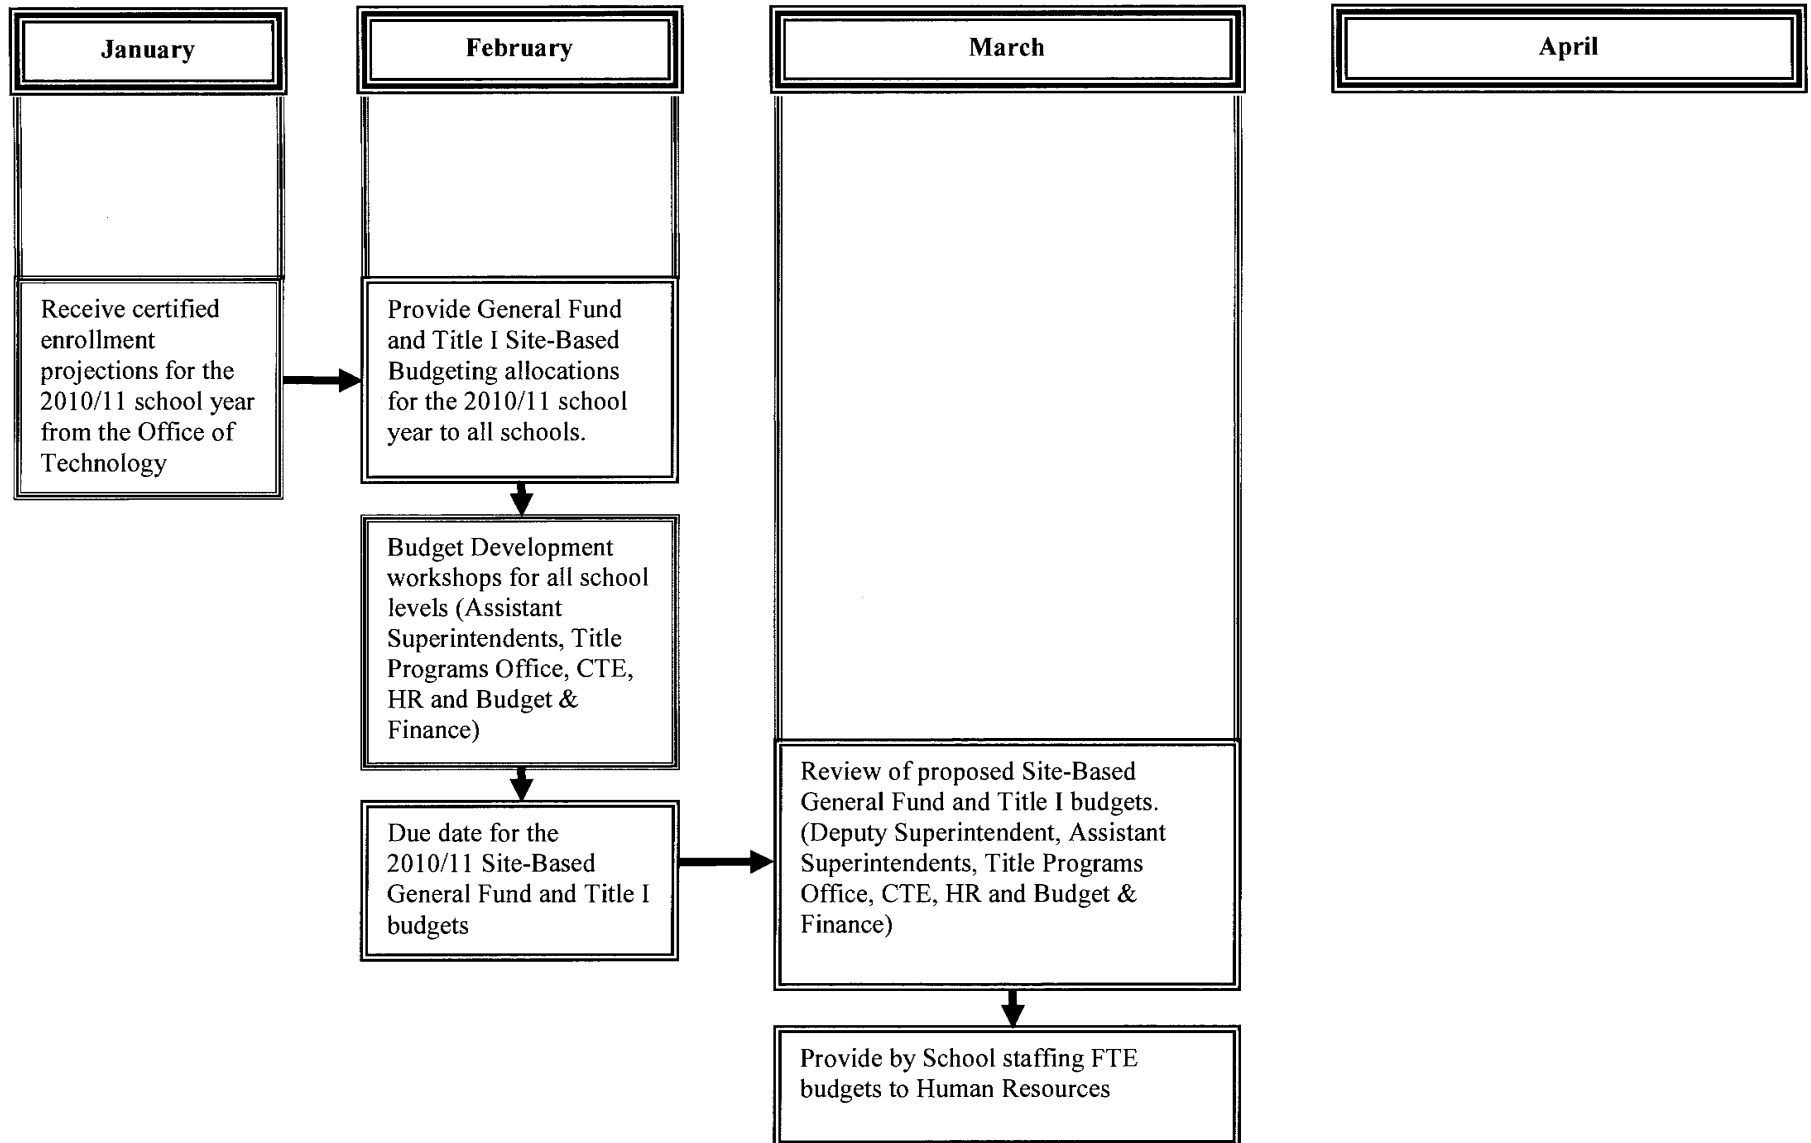 January
February
March
April
Receive certified
enrollment
projections for the
2010/11 school year
from the Office of
Technology
Provide General Fund
and Title I Site-Based
Budgeting allocations
for the 2010/11 school
year to all schools.
Budget Development
workshops for all school
levels (Assistant
Superintendents, Title
Programs Office, CTE,
HR and Budget &
Finance)
Due date for the
2010/11 Site-Based
General Fund and Title I
budgets
Review of proposed Site-Based
General Fund and Title I budgets.
(Deputy Superintendent, Assistant
Superintendents, Title Programs
Office, CTE, HR and Budget &
Finance)
Provide by School staffing FTE
budgets to Human Resources